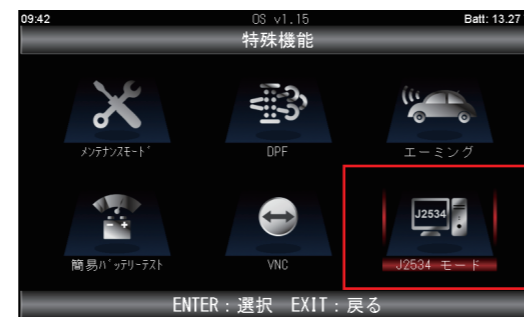 09:42 OS v1.15 Batt: 13.27
特殊機能
メンテナンスモード DPF エーミング
J2534
簡易バッテリーテスト VNC J2534 モード
ENTER：選択 EXIT：戻る